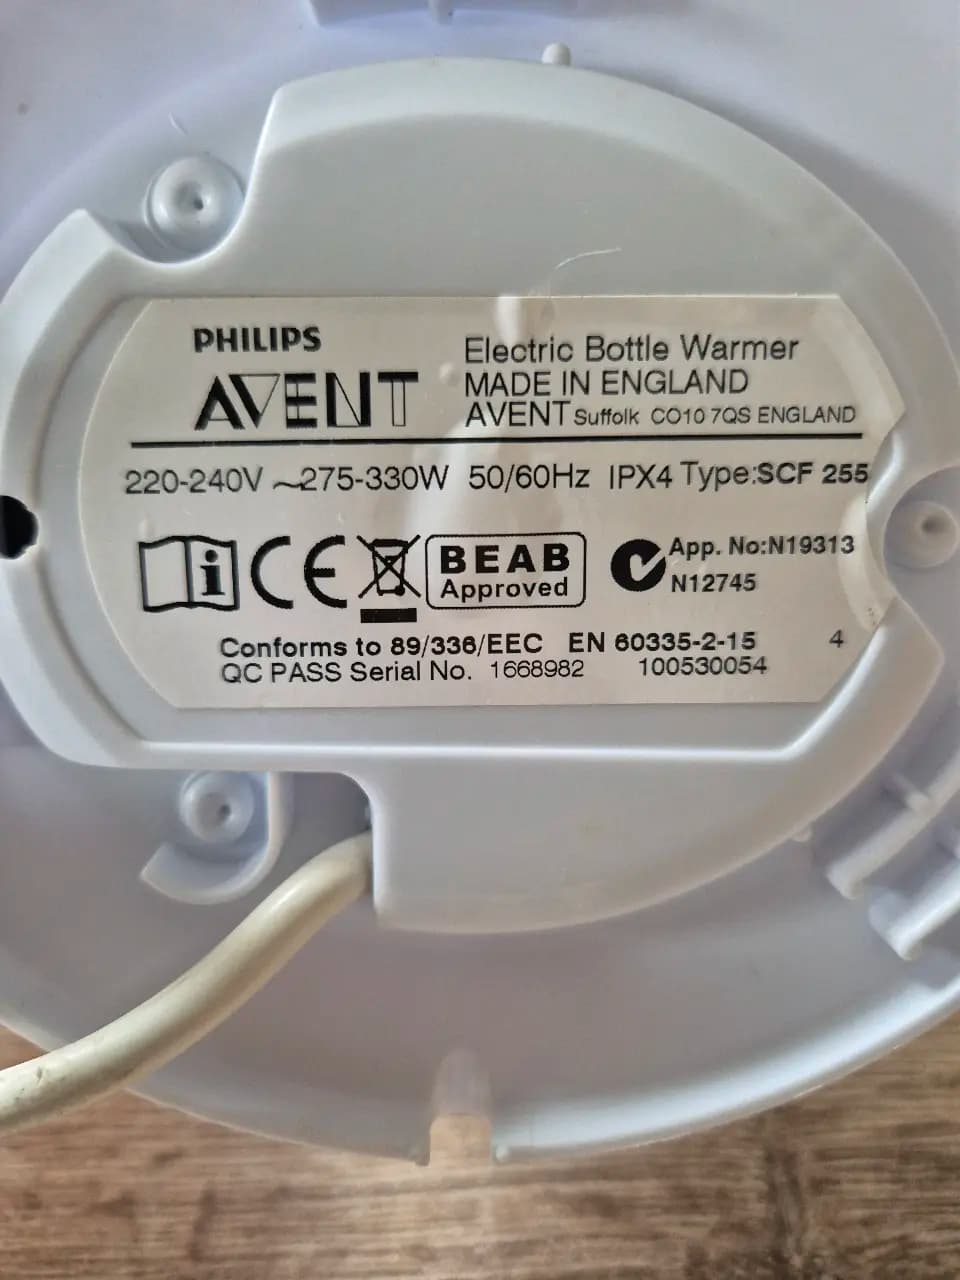 PHILIPS
AVENT
Electric Bottle Warmer
MADE IN ENGLAND
AVENT Suffolk CO10 7QS ENGLAND
220-240V ~275-330W 50/60Hz IPX4 Type:SCF 255
i CE BEAB
Approved
App. No:N19313
N12745
Conforms to 89/336/EEC EN 60335-2-15 4
QC PASS Serial No. 1668982 100530054